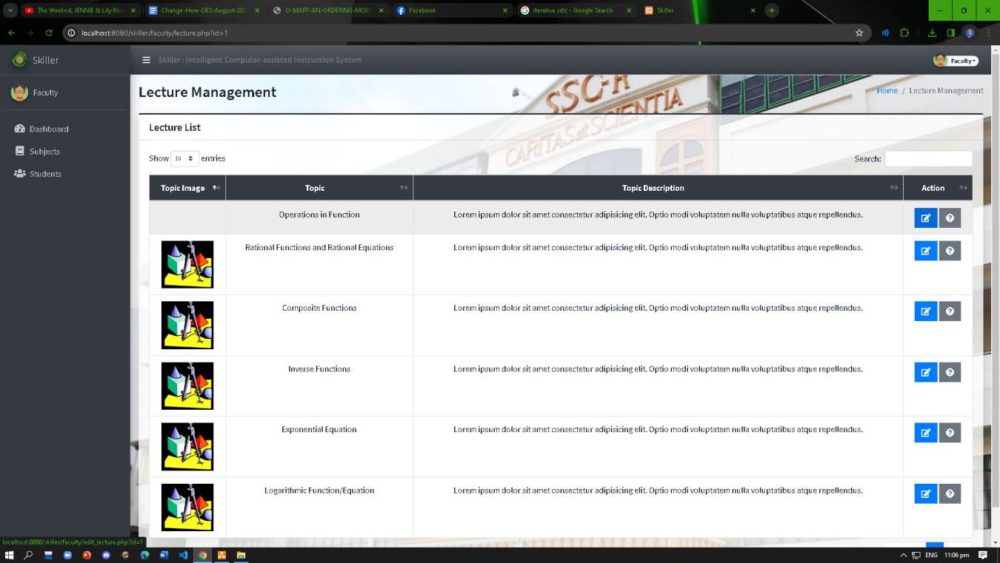 The Weeknd, JENNIE & Lily Ros
Change-Here-OES-August-202
O-MART-AN-ORDERING-MOBI
Facebook
iterative sdlc - Google Search
Skiller
localhost:8080/skiller/faculty/lecture.php?id=1
Skiller
Skiller : Intelligent Computer-assisted Instruction System
Faculty
Faculty
Dashboard
Subjects
Students
Lecture Management
Home / Lecture Management
SSC-R
CARITAS et SCIENTIA
CARITAS et SCIENTIA
Lecture List
Show 10 entries
Search:
Topic Image Topic Topic Description Action
Operations in Function Lorem ipsum dolor sit amet consectetur adipisicing elit. Optio modi voluptatem nulla voluptatibus atque repellendus.
Rational Functions and Rational Equations Lorem ipsum dolor sit amet consectetur adipisicing elit. Optio modi voluptatem nulla voluptatibus atque repellendus.
Composite Functions Lorem ipsum dolor sit amet consectetur adipisicing elit. Optio modi voluptatem nulla voluptatibus atque repellendus.
Inverse Functions Lorem ipsum dolor sit amet consectetur adipisicing elit. Optio modi voluptatem nulla voluptatibus atque repellendus.
Exponential Equation Lorem ipsum dolor sit amet consectetur adipisicing elit. Optio modi voluptatem nulla voluptatibus atque repellendus.
Logarithmic Function/Equation Lorem ipsum dolor sit amet consectetur adipisicing elit. Optio modi voluptatem nulla voluptatibus atque repellendus.
localhost:8080/skiller/faculty/edit_lecture.php?id=1
ENG 11:06 pm